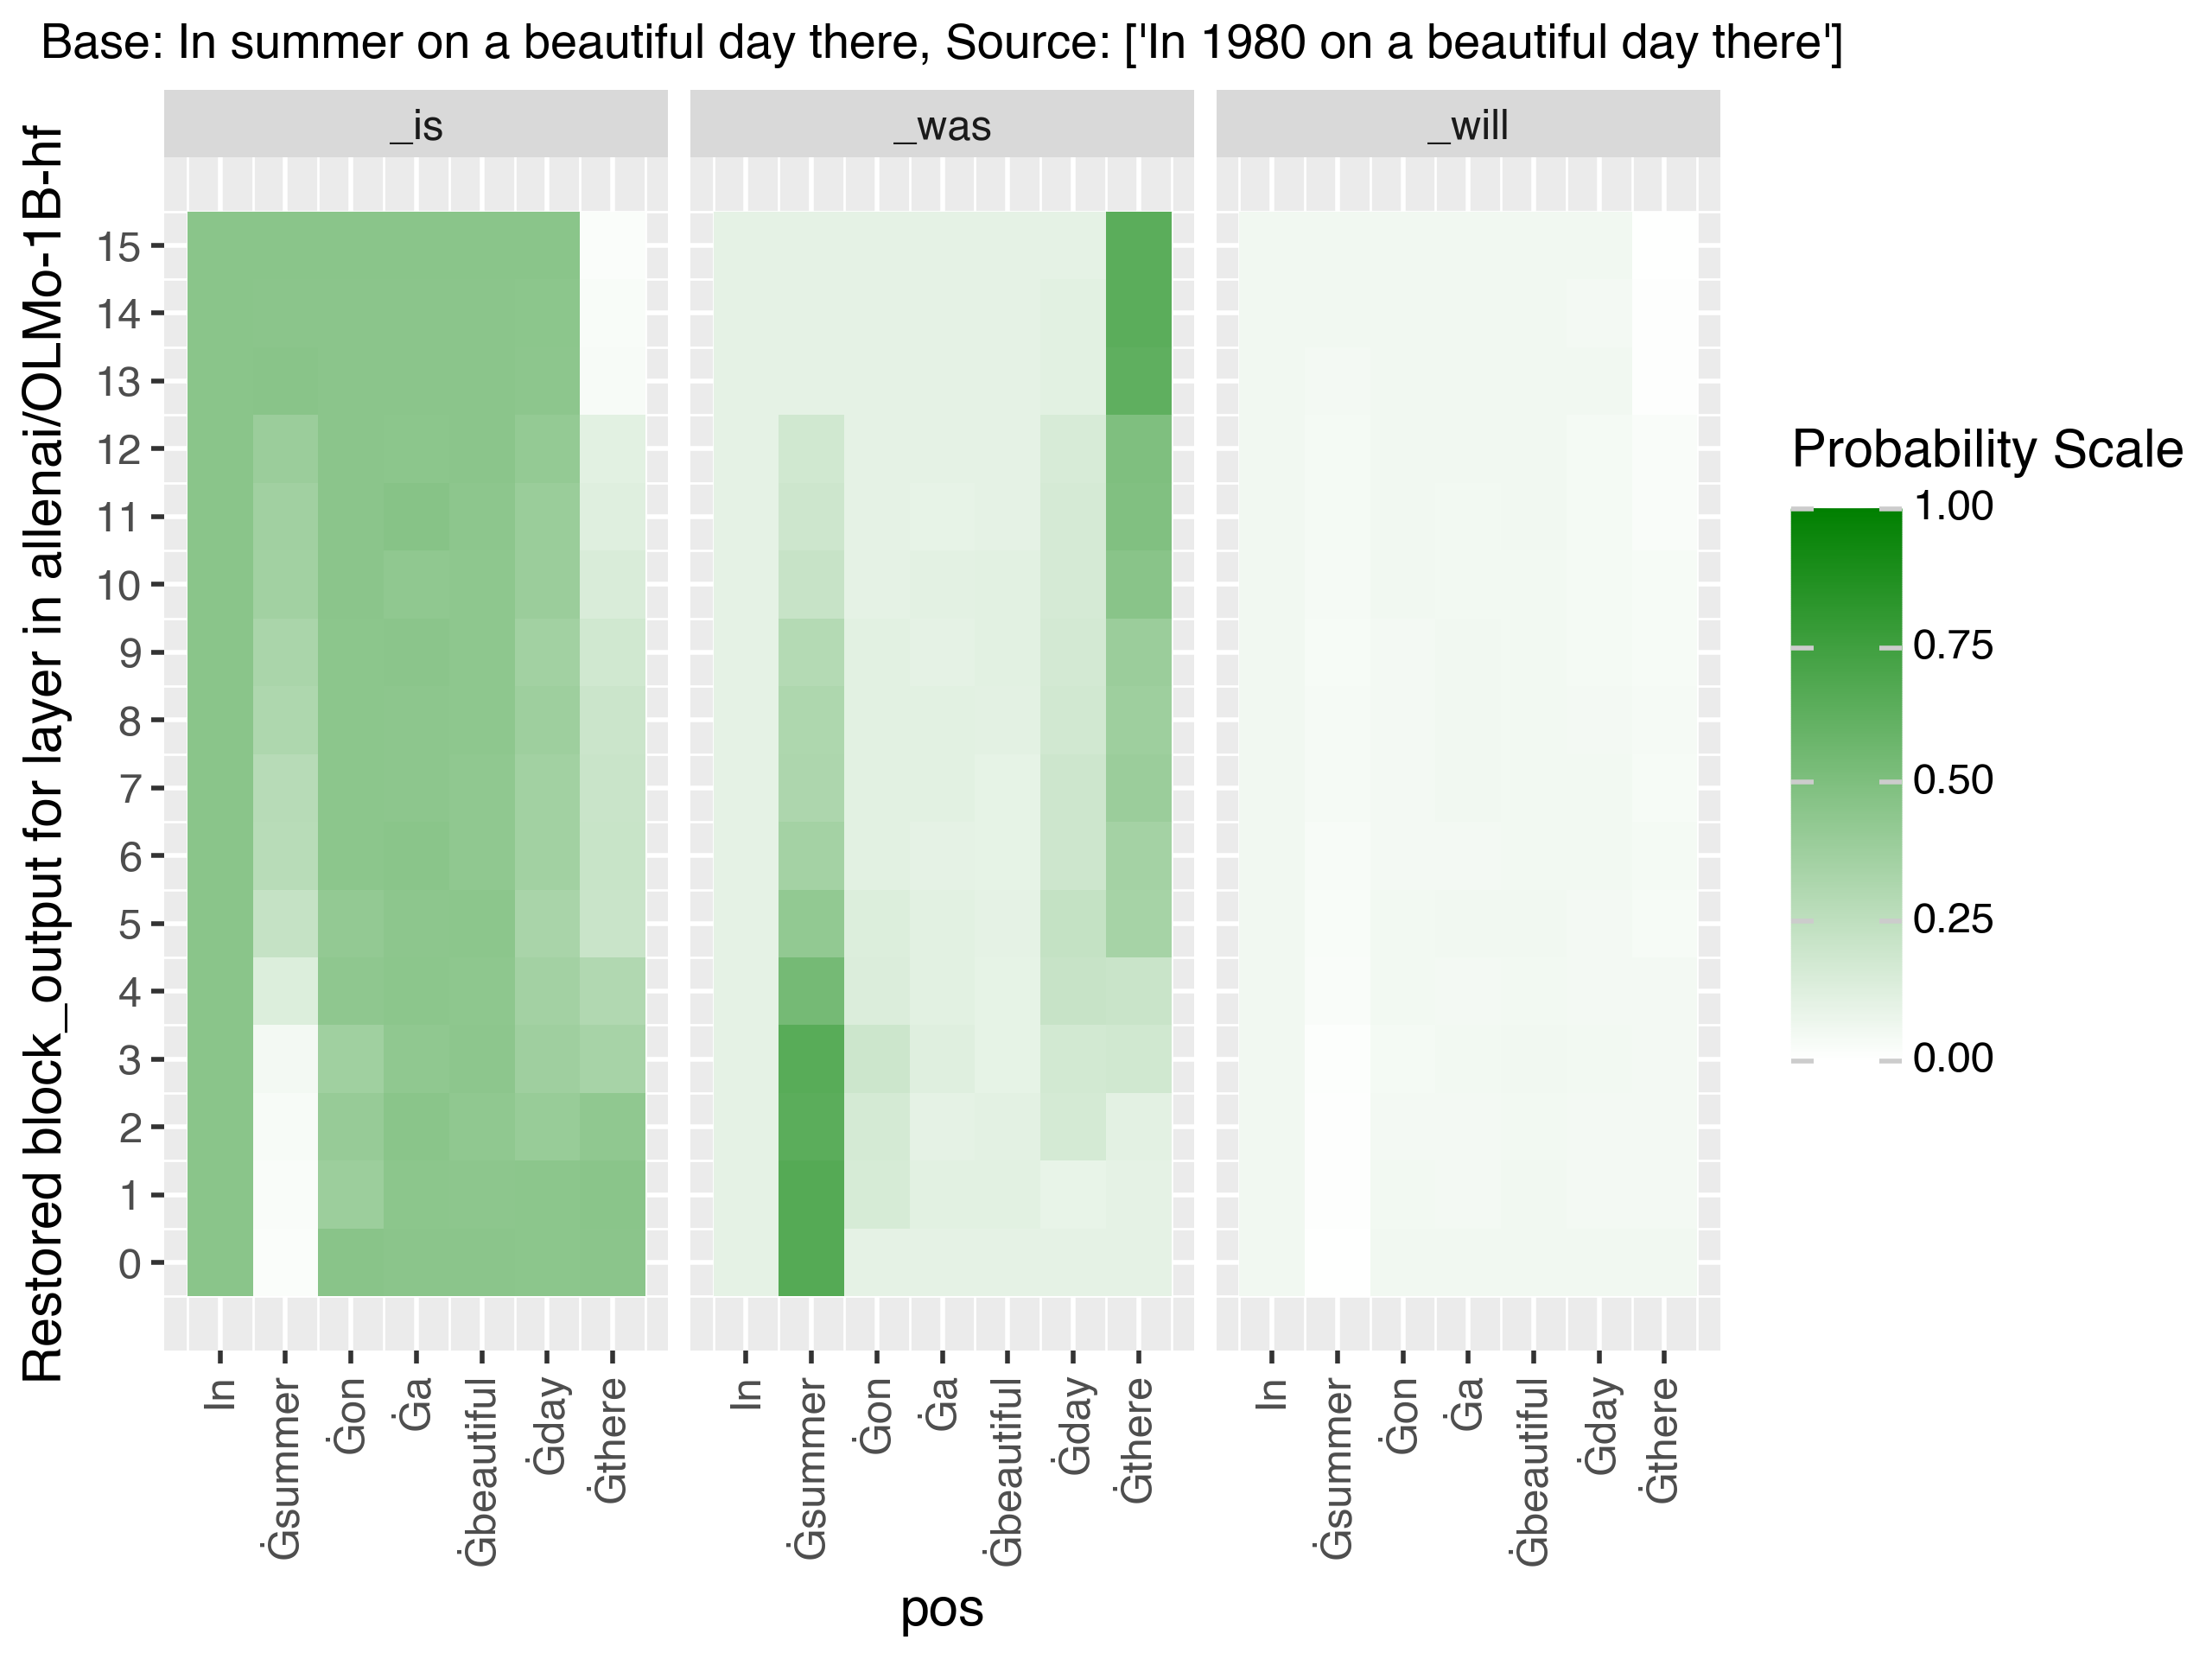 Base: In summer on a beautiful day there, Source: ['In 1980 on a beautiful day there']
_is
_was
_will
Restored block_output for layer in allenai/OLMo-1B-hf
15
14
13
12
11
10
9
8
7
6
5
4
3
2
1
0
In
Ġsummer
Ġon
Ġa
Ġbeautiful
Ġday
Ġthere
In
Ġsummer
Ġon
Ġa
Ġbeautiful
Ġday
Ġthere
In
Ġsummer
Ġon
Ġa
Ġbeautiful
Ġday
Ġthere
pos
Probability Scale
1.00
0.75
0.50
0.25
0.00